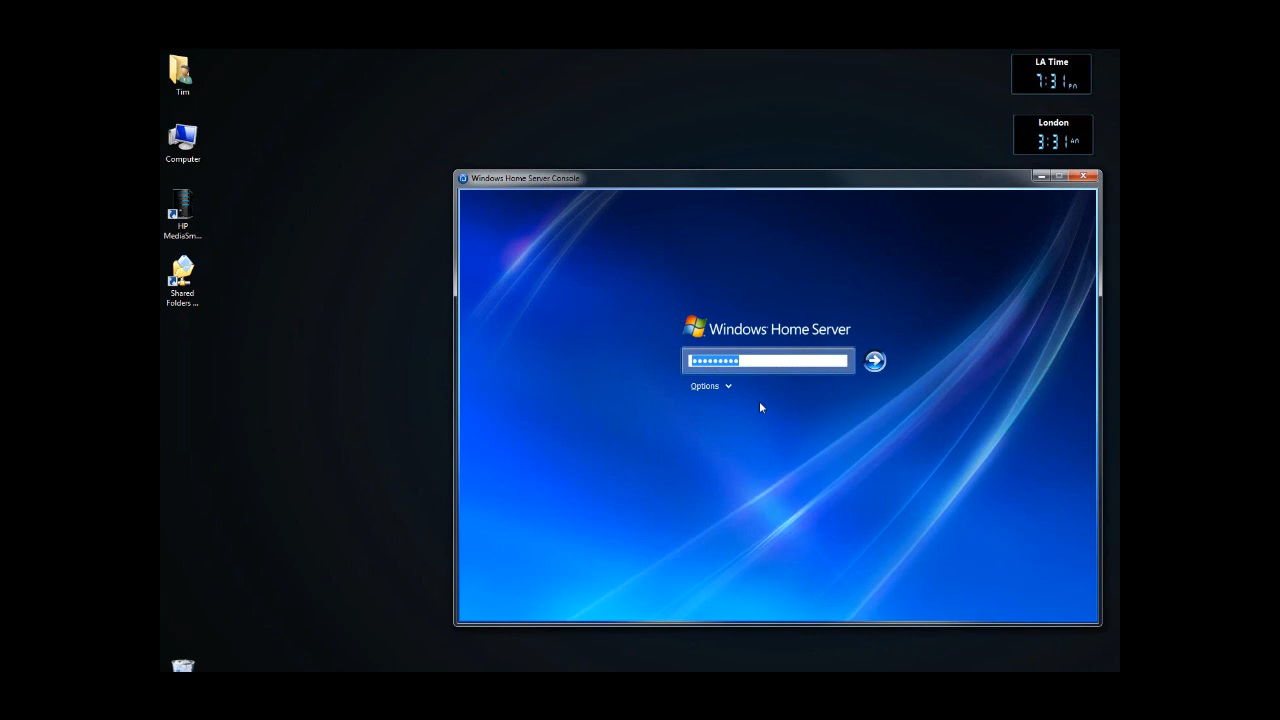 Tim
Computer
HP
MediaSm...
Shared
Folders ...
LA Time
7:31 PM
London
3:31 AM
Windows Home Server Console
Windows Home Server
Options